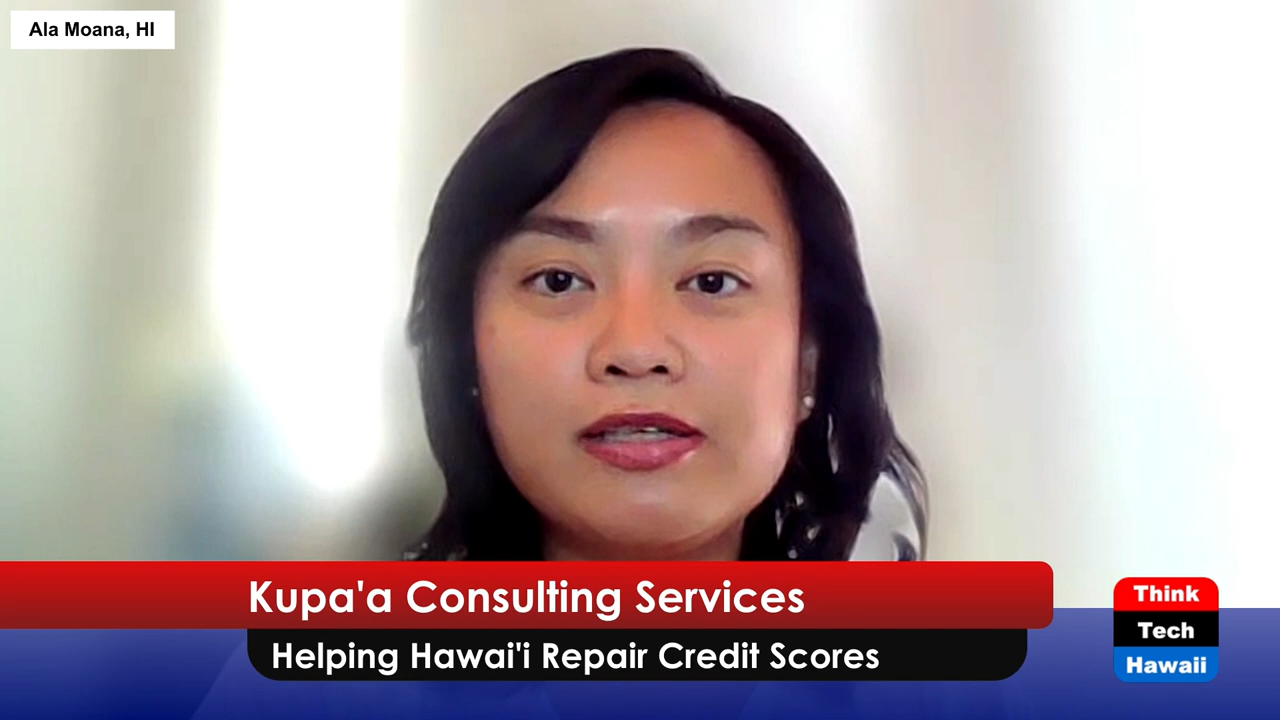 Ala Moana, HI
Kupa'a Consulting Services
Helping Hawai'i Repair Credit Scores
Think
Tech
Hawaii